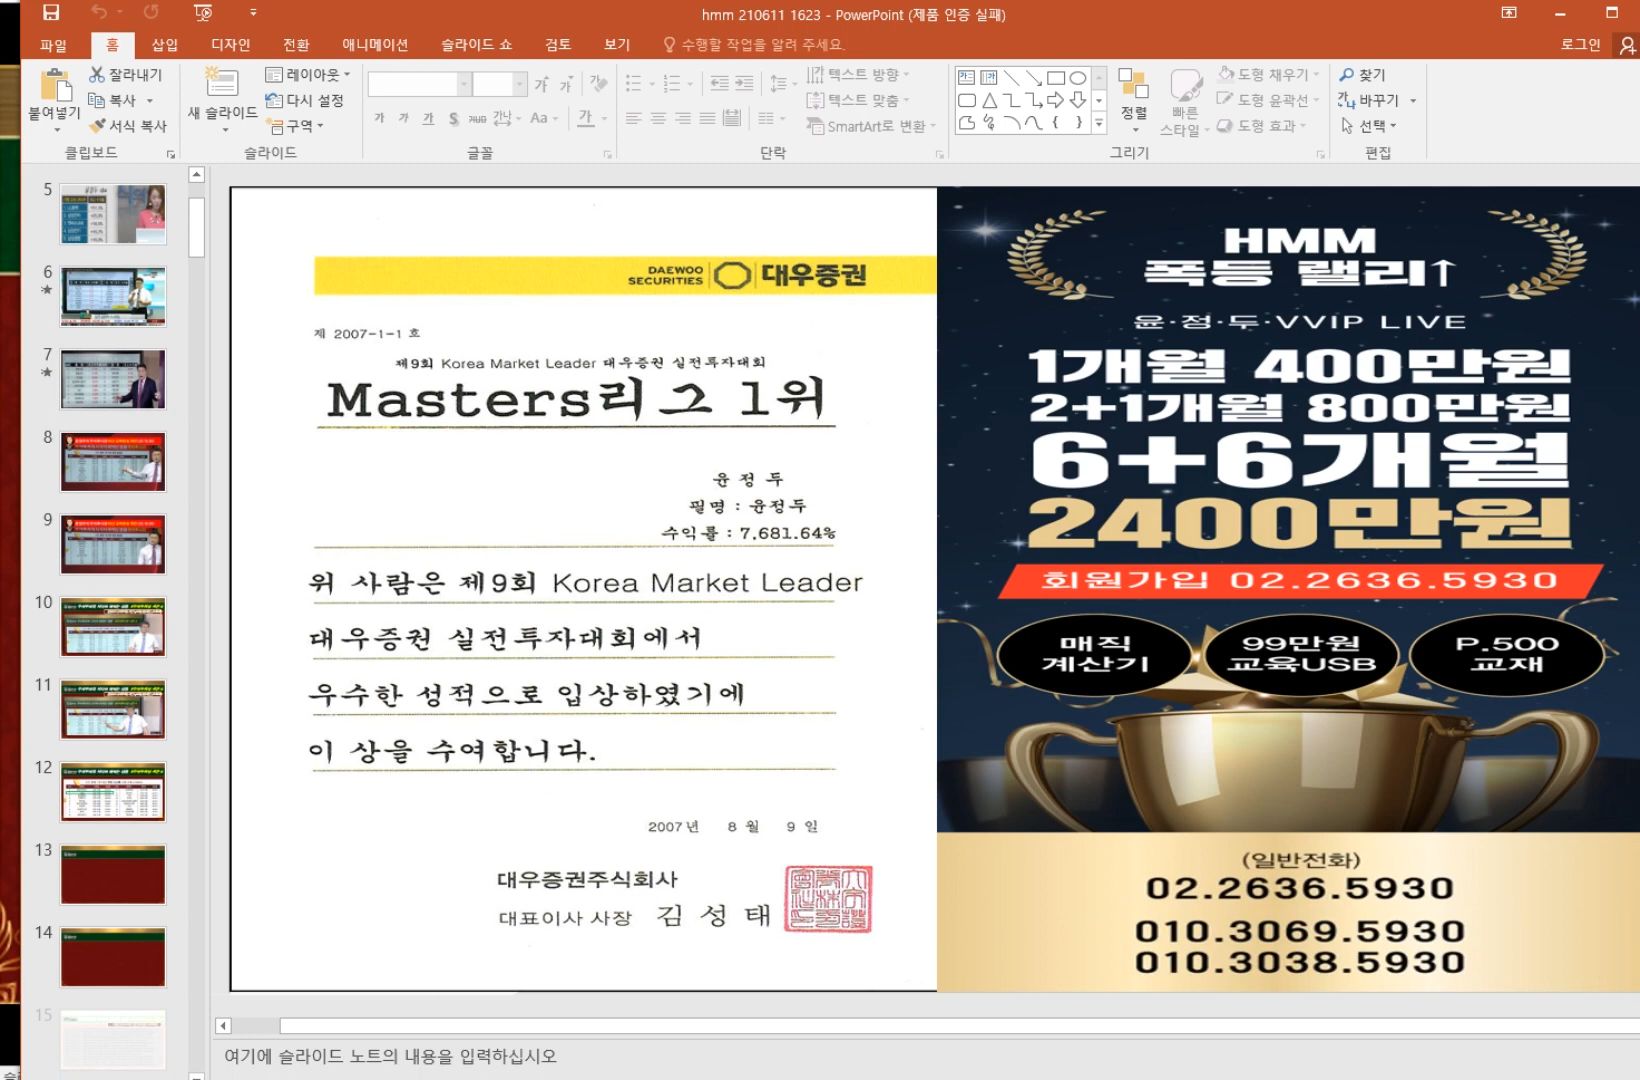 hmm 210611 1623 - PowerPoint (제품 인증 실패)
파일 홈 삽입 디자인 전환 애니메이션 슬라이드 쇼 검토 보기 수행할 작업을 알려 주세요. 로그인
붙여넣기
잘라내기
복사
서식 복사
클립보드
새 슬라이드
레이아웃
다시 설정
구역
슬라이드
가 가 가 S 가 Aa 가
글꼴
텍스트 방향
텍스트 맞춤
SmartArt로 변환
단락
정렬
빠른
스타일
도형 채우기
도형 윤곽선
도형 효과
그리기
찾기
바꾸기
선택
편집
5
6
7
8
9
10
11
12
13
14
15
DAEWOO
SECURITIES
대우증권
제 2007-1-1 호
제9회 Korea Market Leader 대우증권 실전투자대회
Masters리그 1위
윤 정 두
필명 : 윤정두
수익률 : 7,681.64%
위 사람은 제9회 Korea Market Leader
대우증권 실전투자대회에서
우수한 성적으로 입상하였기에
이 상을 수여합니다.
2007년 8 월 9 일
대우증권주식회사
대표이사 사장 김 성 태
HMM
폭등 랠리↑
윤·정·두·VVIP LIVE
1개월 400만원
2+1개월 800만원
6+6개월
2400만원
회원가입 02.2636.5930
매직
계산기
99만원
교육USB
P.500
교재
(일반전화)
02.2636.5930
010.3069.5930
010.3038.5930
여기에 슬라이드 노트의 내용을 입력하십시오